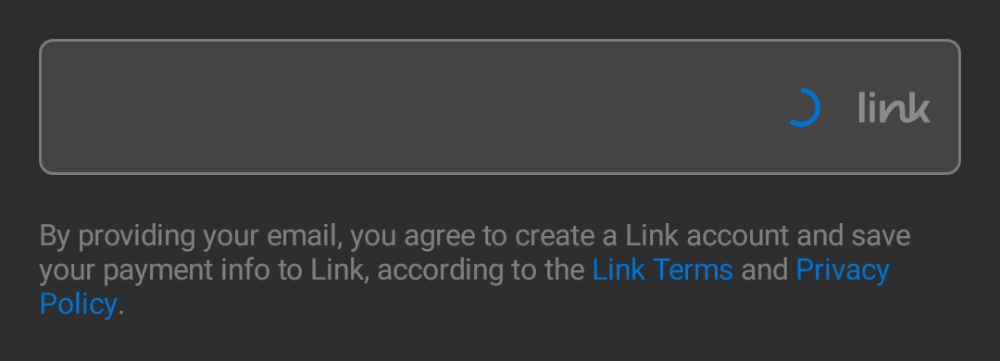 link
By providing your email, you agree to create a Link account and save
your payment info to Link, according to the Link Terms and Privacy
Policy.